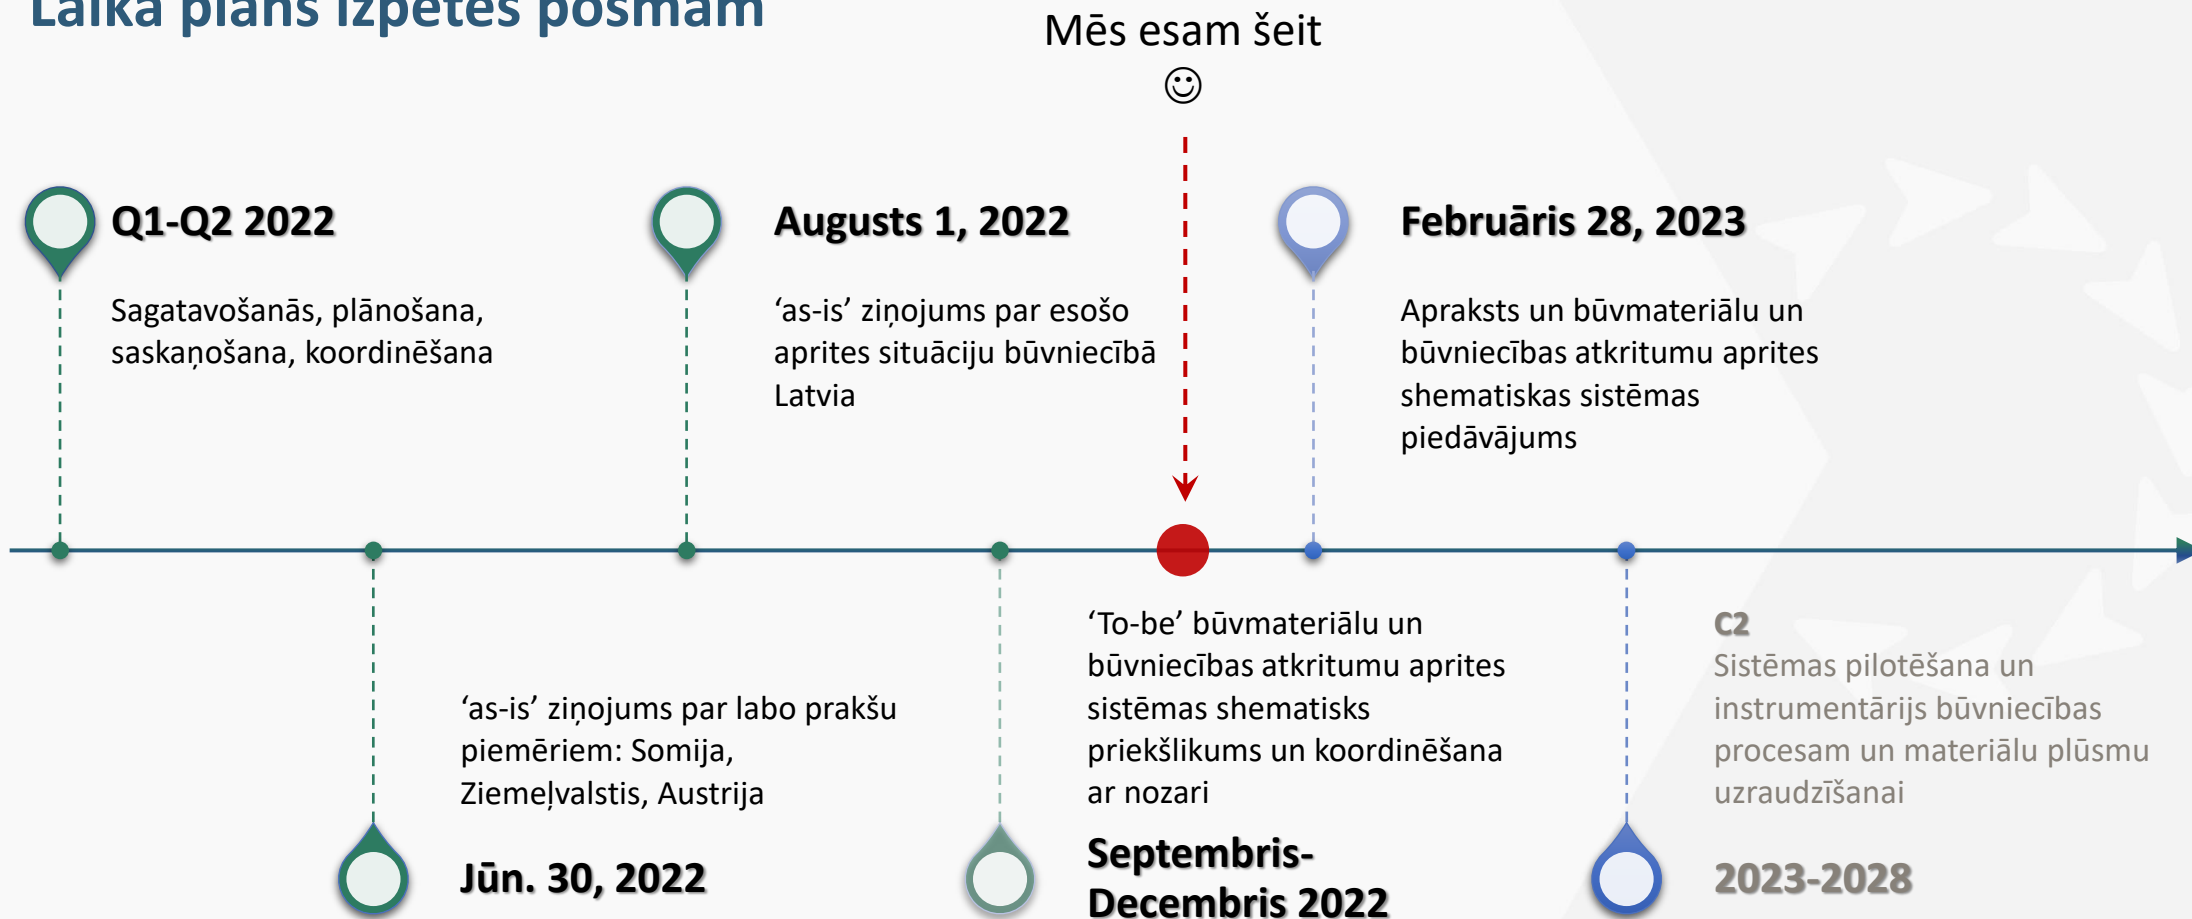 Laika plāns izpētes posmam
Mēs esam šeit
☺
Q1-Q2 2022
Sagatavošanās, plānošana,
saskaņošana, koordinēšana
Augusts 1, 2022
‘as-is’ ziņojums par esošo
aprites situāciju būvniecībā
Latvia
Februāris 28, 2023
Apraksts un būvmateriālu un
būvniecības atkritumu aprites
shematiskas sistēmas
piedāvājums
‘as-is’ ziņojums par labo prakšu
piemēriem: Somija,
Ziemeļvalstis, Austrija
Jūn. 30, 2022
‘To-be’ būvmateriālu un
būvniecības atkritumu aprites
sistēmas shematisks
priekšlikums un koordinēšana
ar nozari
Septembris-
Decembris 2022
C2
Sistēmas pilotēšana un
instrumentārijs būvniecības
procesam un materiālu plūsmu
uzraudzīšanai
2023-2028